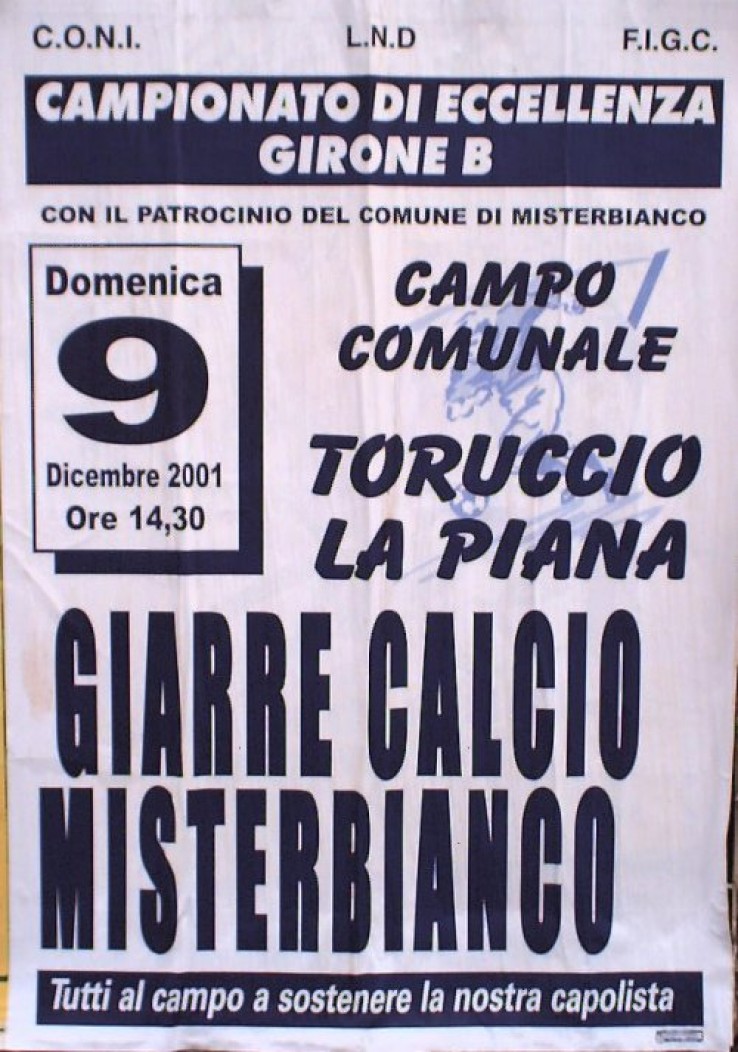 C.O.N.I. L.N.D F.I.G.C.
CAMPIONATO DI ECCELLENZA
GIRONE B
CON IL PATROCINIO DEL COMUNE DI MISTERBIANCO
Domenica
9
Dicembre 2001
Ore 14,30
CAMPO
COMUNALE
TORUCCIO
LA PIANA
GIARRE CALCIO
MISTERBIANCO
Tutti al campo a sostenere la nostra capolista